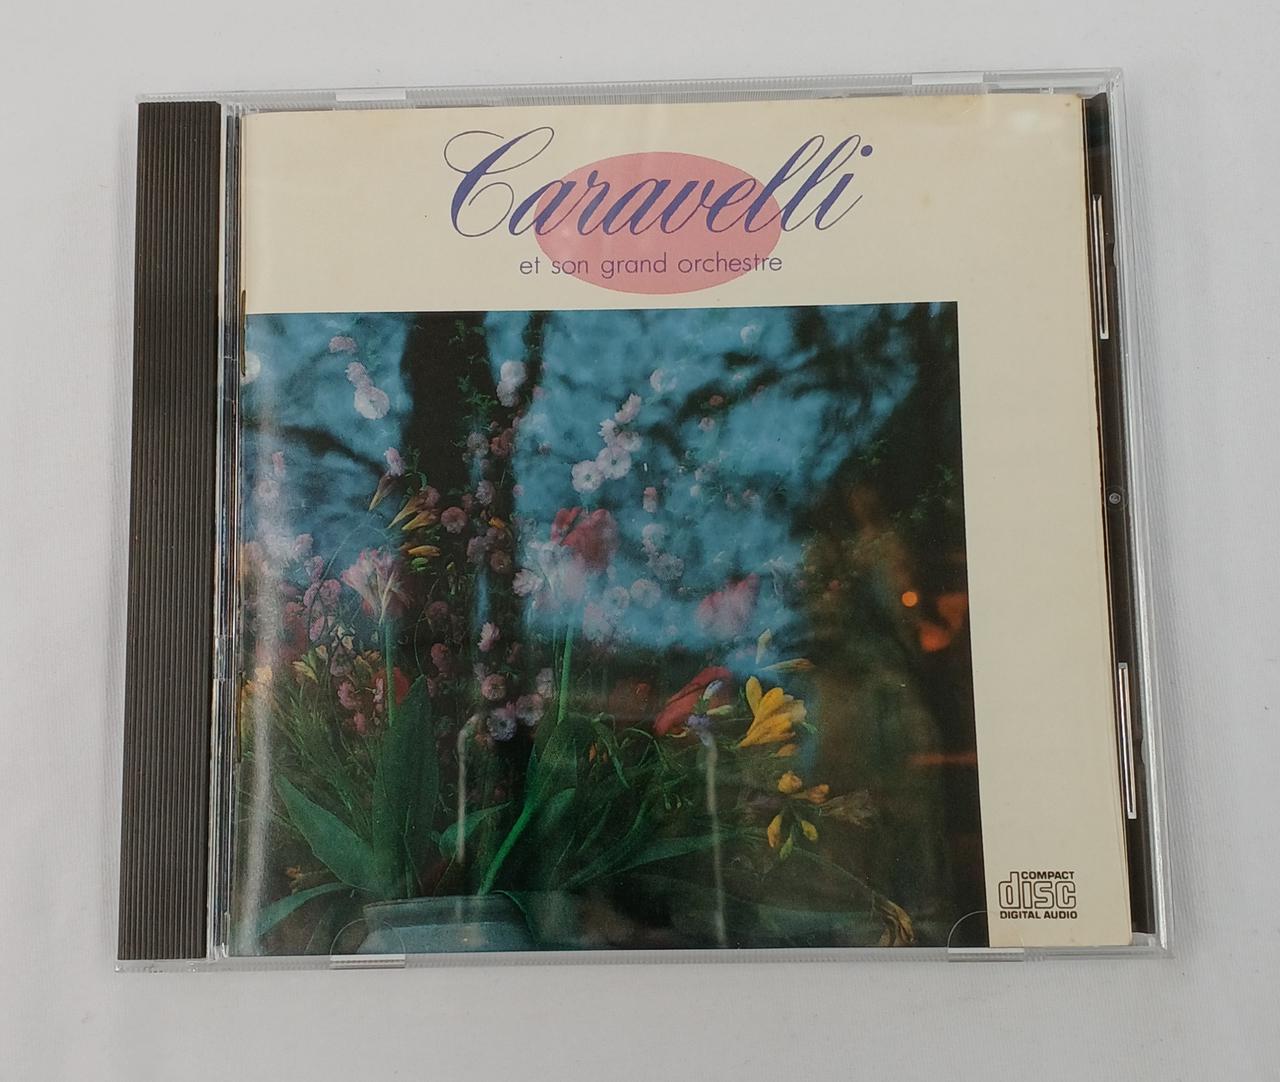 Caravelli
et son grand orchestre
COMPACT
disc
DIGITAL AUDIO